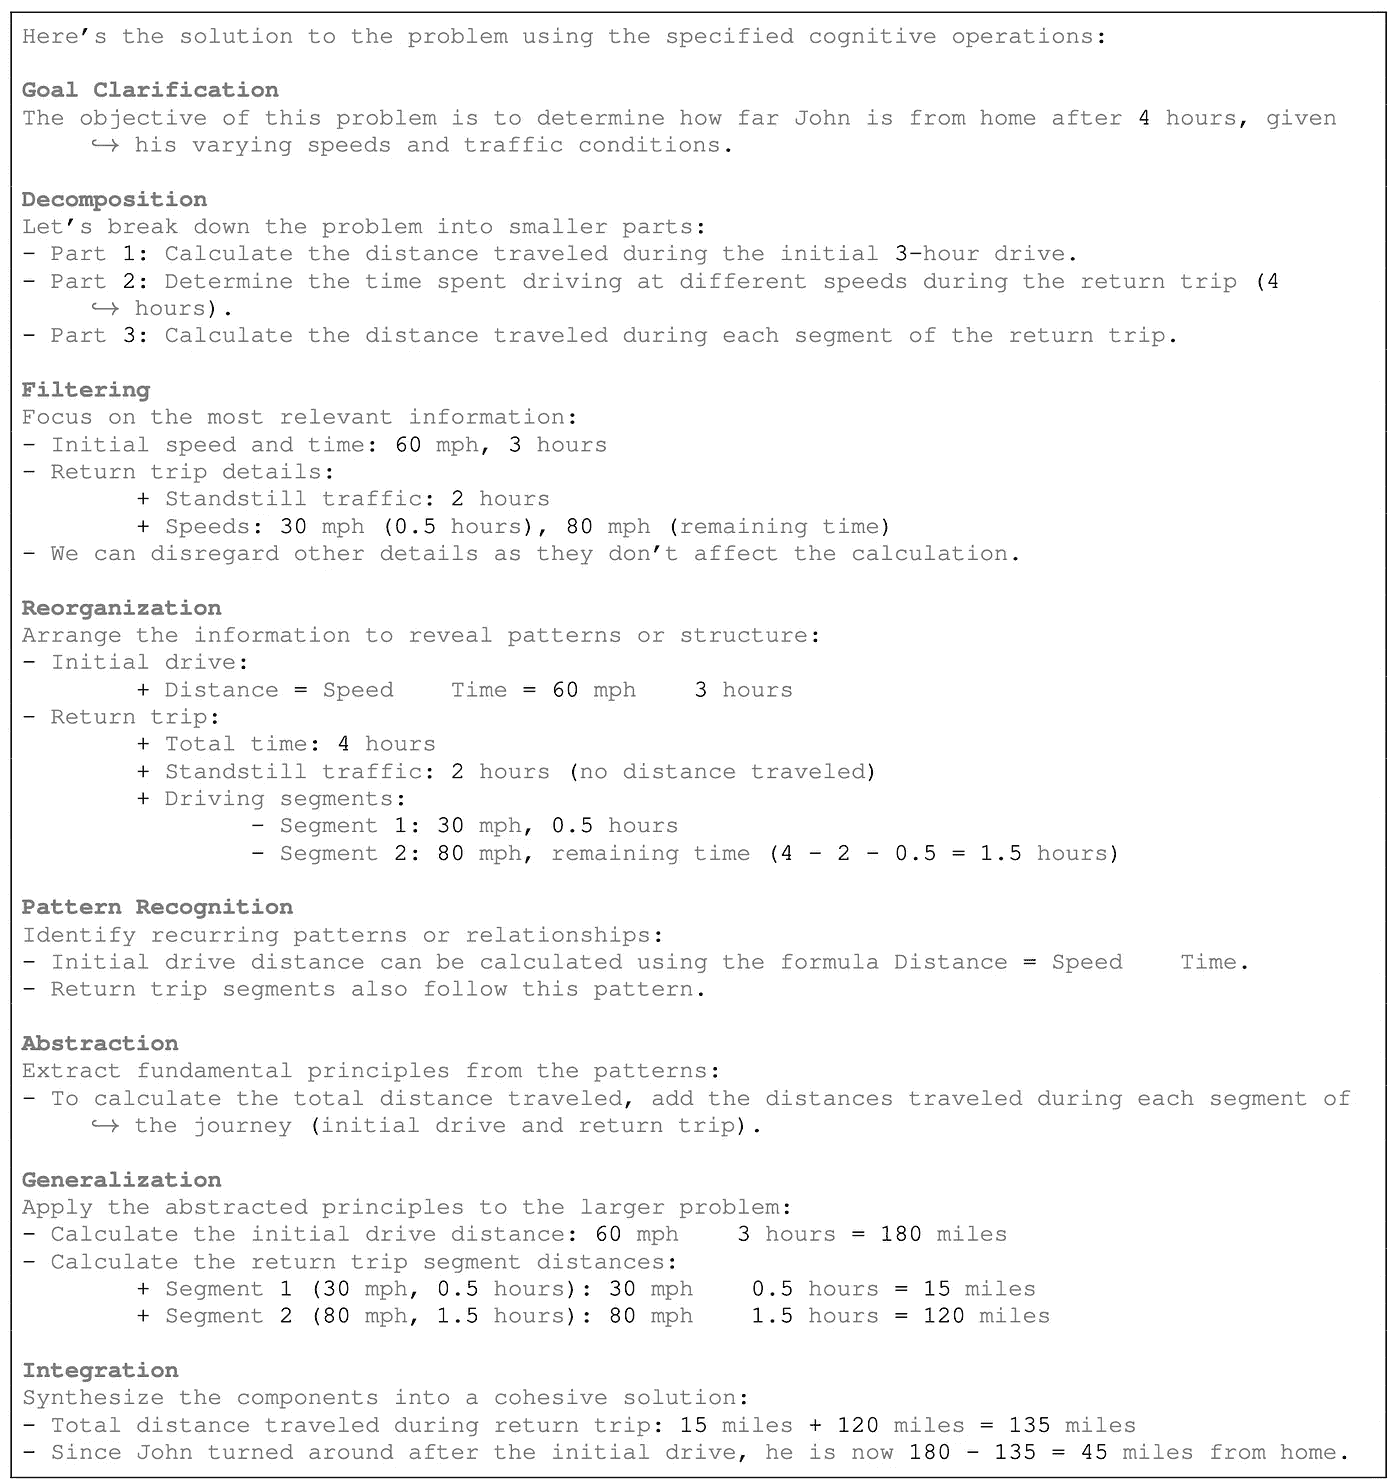 Here's the solution to the problem using the specified cognitive operations:
Goal Clarification
The objective of this problem is to determine how far John is from home after 4 hours, given
↪ his varying speeds and traffic conditions.
Decomposition
Let's break down the problem into smaller parts:
- Part 1: Calculate the distance traveled during the initial 3-hour drive.
- Part 2: Determine the time spent driving at different speeds during the return trip (4
↪ hours).
- Part 3: Calculate the distance traveled during each segment of the return trip.
Filtering
Focus on the most relevant information:
- Initial speed and time: 60 mph, 3 hours
- Return trip details:
+ Standstill traffic: 2 hours
+ Speeds: 30 mph (0.5 hours), 80 mph (remaining time)
- We can disregard other details as they don't affect the calculation.
Reorganization
Arrange the information to reveal patterns or structure:
- Initial drive:
+ Distance = Speed    Time = 60 mph    3 hours
- Return trip:
+ Total time: 4 hours
+ Standstill traffic: 2 hours (no distance traveled)
+ Driving segments:
- Segment 1: 30 mph, 0.5 hours
- Segment 2: 80 mph, remaining time (4 - 2 - 0.5 = 1.5 hours)
Pattern Recognition
Identify recurring patterns or relationships:
- Initial drive distance can be calculated using the formula Distance = Speed    Time.
- Return trip segments also follow this pattern.
Abstraction
Extract fundamental principles from the patterns:
- To calculate the total distance traveled, add the distances traveled during each segment of
↪ the journey (initial drive and return trip).
Generalization
Apply the abstracted principles to the larger problem:
- Calculate the initial drive distance: 60 mph    3 hours = 180 miles
- Calculate the return trip segment distances:
+ Segment 1 (30 mph, 0.5 hours): 30 mph    0.5 hours = 15 miles
+ Segment 2 (80 mph, 1.5 hours): 80 mph    1.5 hours = 120 miles
Integration
Synthesize the components into a cohesive solution:
- Total distance traveled during return trip: 15 miles + 120 miles = 135 miles
- Since John turned around after the initial drive, he is now 180 - 135 = 45 miles from home.